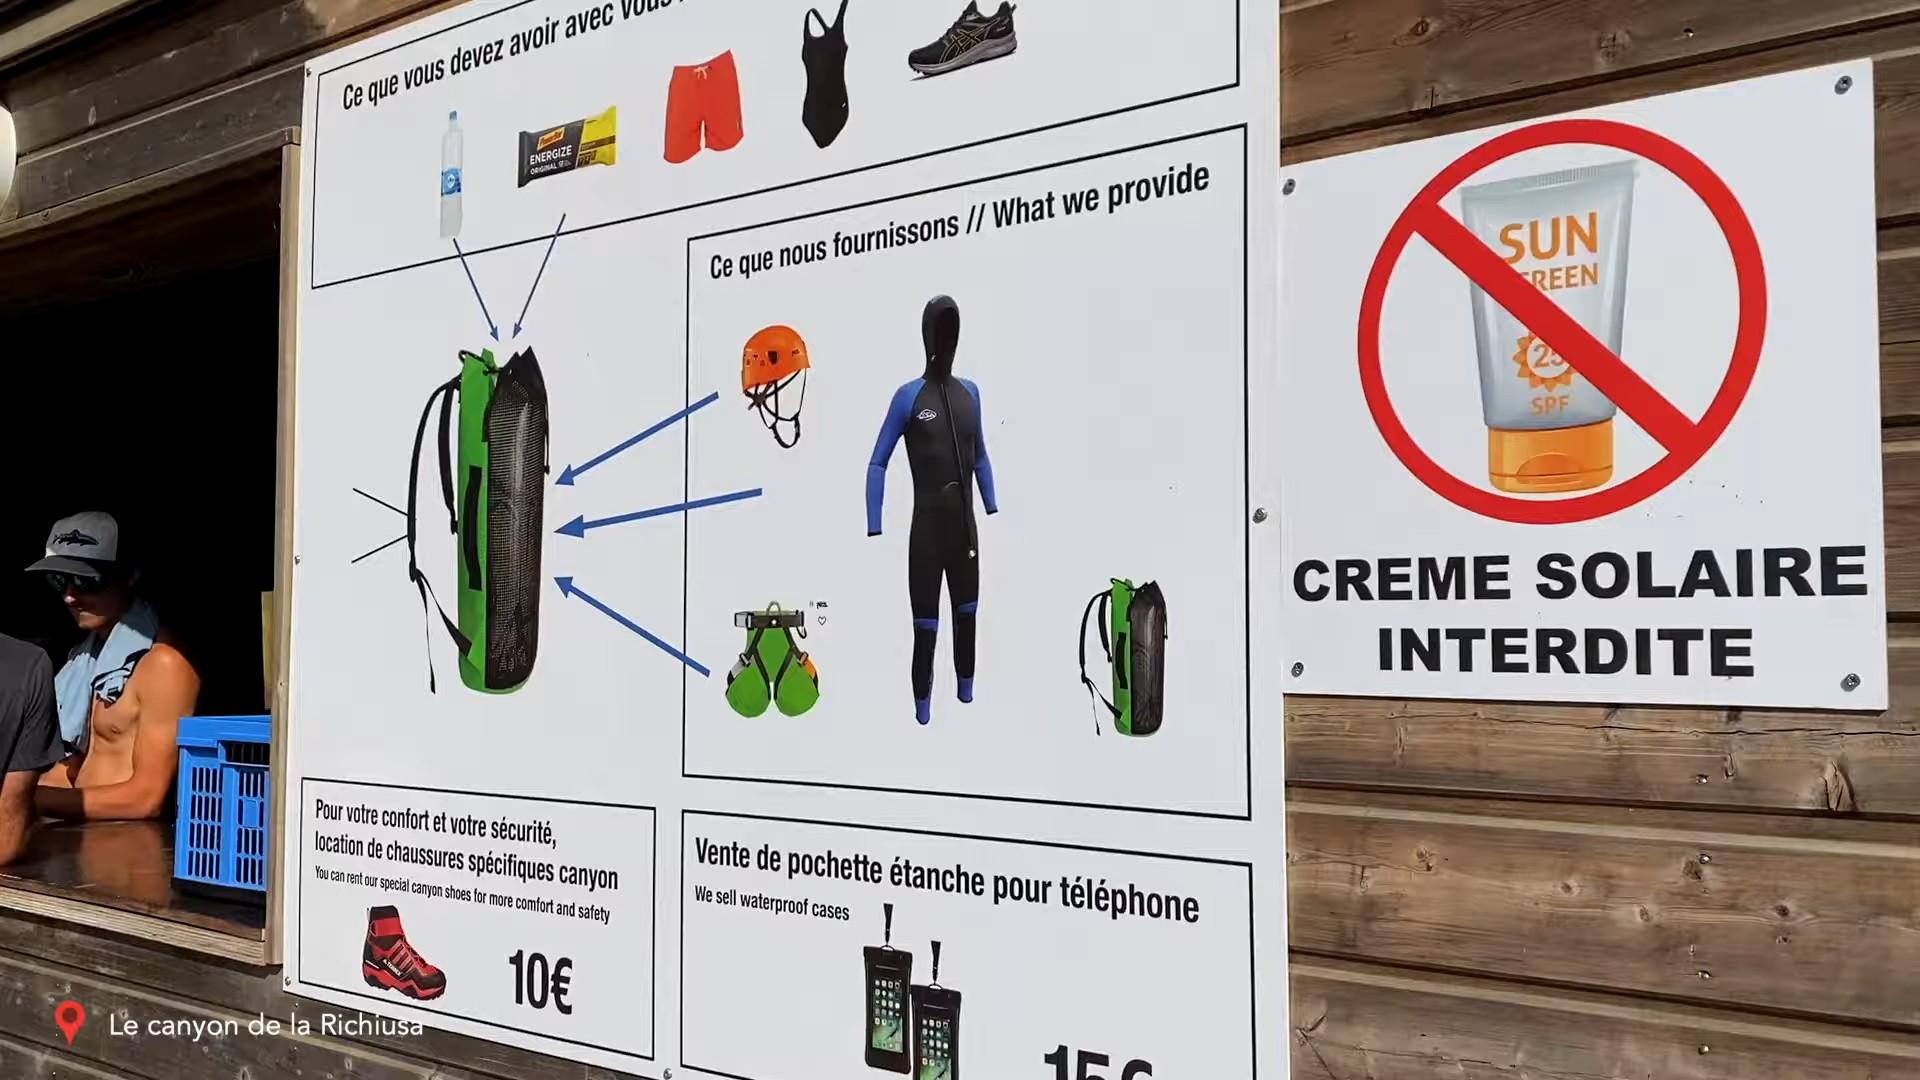 Ce que vous devez avoir avec vous
ENERGIZE
ORIGINAL
Ce que nous fournissons // What we provide
SUN
REEN
25
SPF
CREME SOLAIRE
INTERDITE
Pour votre confort et votre sécurité,
location de chaussures spécifiques canyon
You can rent our special canyon shoes for more comfort and safety
10€
Vente de pochette étanche pour téléphone
We sell waterproof cases
15€
Le canyon de la Richiusa